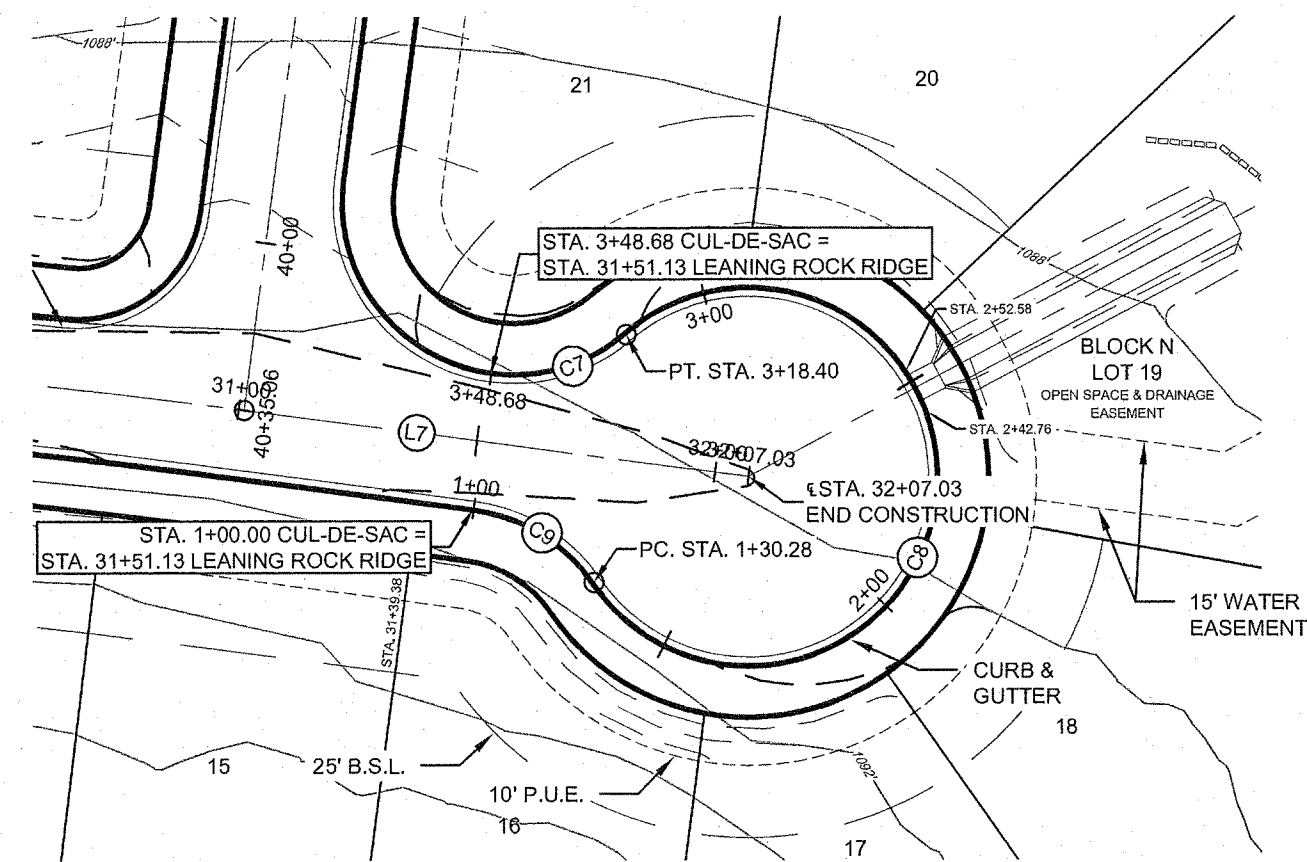 1088'
21
20
40+00
STA. 3+48.68 CUL-DE-SAC =
STA. 31+51.13 LEANING ROCK RIDGE
1088'
3+00
STA. 2+52.58
BLOCK N
LOT 19
OPEN SPACE & DRAINAGE
EASEMENT
C7
PT. STA. 3+18.40
31+00
40+35.06
3+48.68
L7
STA. 2+42.76
32+00
32+07.03
1+00
℄STA. 32+07.03
END CONSTRUCTION
STA. 1+00.00 CUL-DE-SAC =
STA. 31+51.13 LEANING ROCK RIDGE
C9
PC. STA. 1+30.28
C8
2+00
15' WATER
EASEMENT
STA. 31+39.38
CURB &
GUTTER
18
15
25' B.S.L.
10' P.U.E.
1092'
16
17